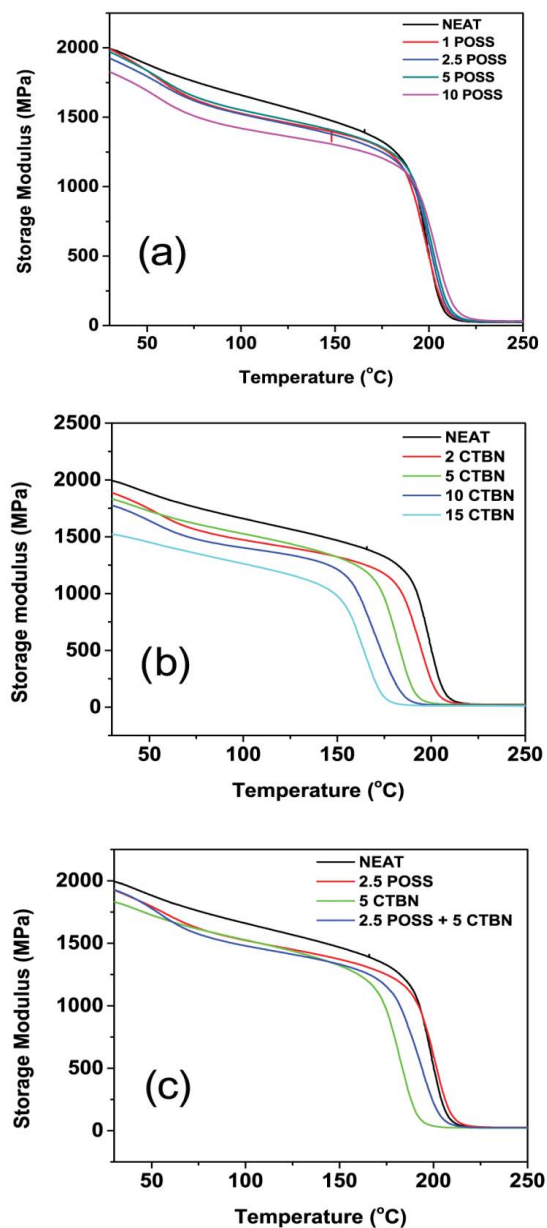 NEAT
1 POSS
2.5 POSS
5 POSS
10 POSS
2000
1500
1000
500
0
Storage Modulus (MPa)
(a)
50 100 150 200 250
Temperature (°C)
NEAT
2 CTBN
5 CTBN
10 CTBN
15 CTBN
2500
2000
1500
1000
500
0
Storage modulus (MPa)
(b)
50 100 150 200 250
Temperature (°C)
NEAT
2.5 POSS
5 CTBN
2.5 POSS + 5 CTBN
2000
1500
1000
500
0
Storage Modulus (MPa)
(c)
50 100 150 200 250
Temperature (°C)